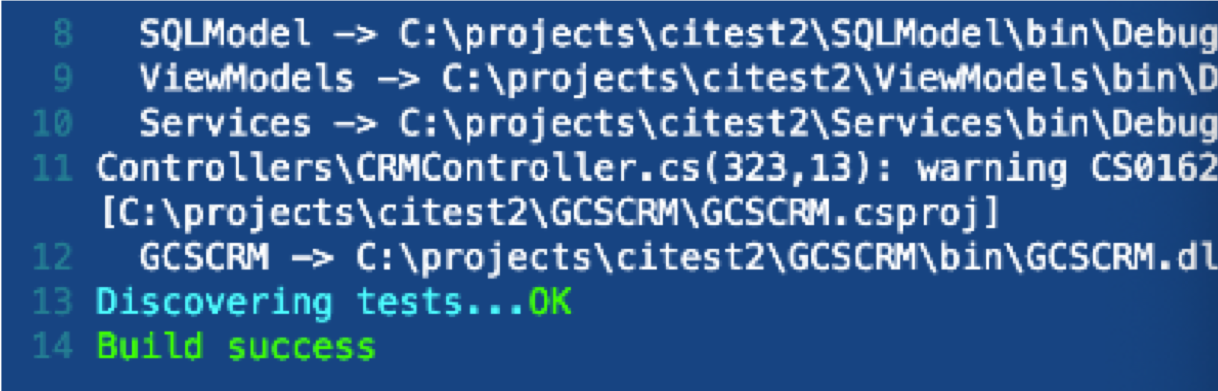 8 SQLModel -> C:\projects\citest2\SQLModel\bin\Debug
9 ViewModels -> C:\projects\citest2\ViewModels\bin\D
10 Services -> C:\projects\citest2\Services\bin\Debug
11 Controllers\CRMController.cs(323,13): warning CS0162
[C:\projects\citest2\GCSCRM\GCSCRM.csproj]
12 GCSCRM -> C:\projects\citest2\GCSCRM\bin\GCSCRM.dl
13 Discovering tests...OK
14 Build success